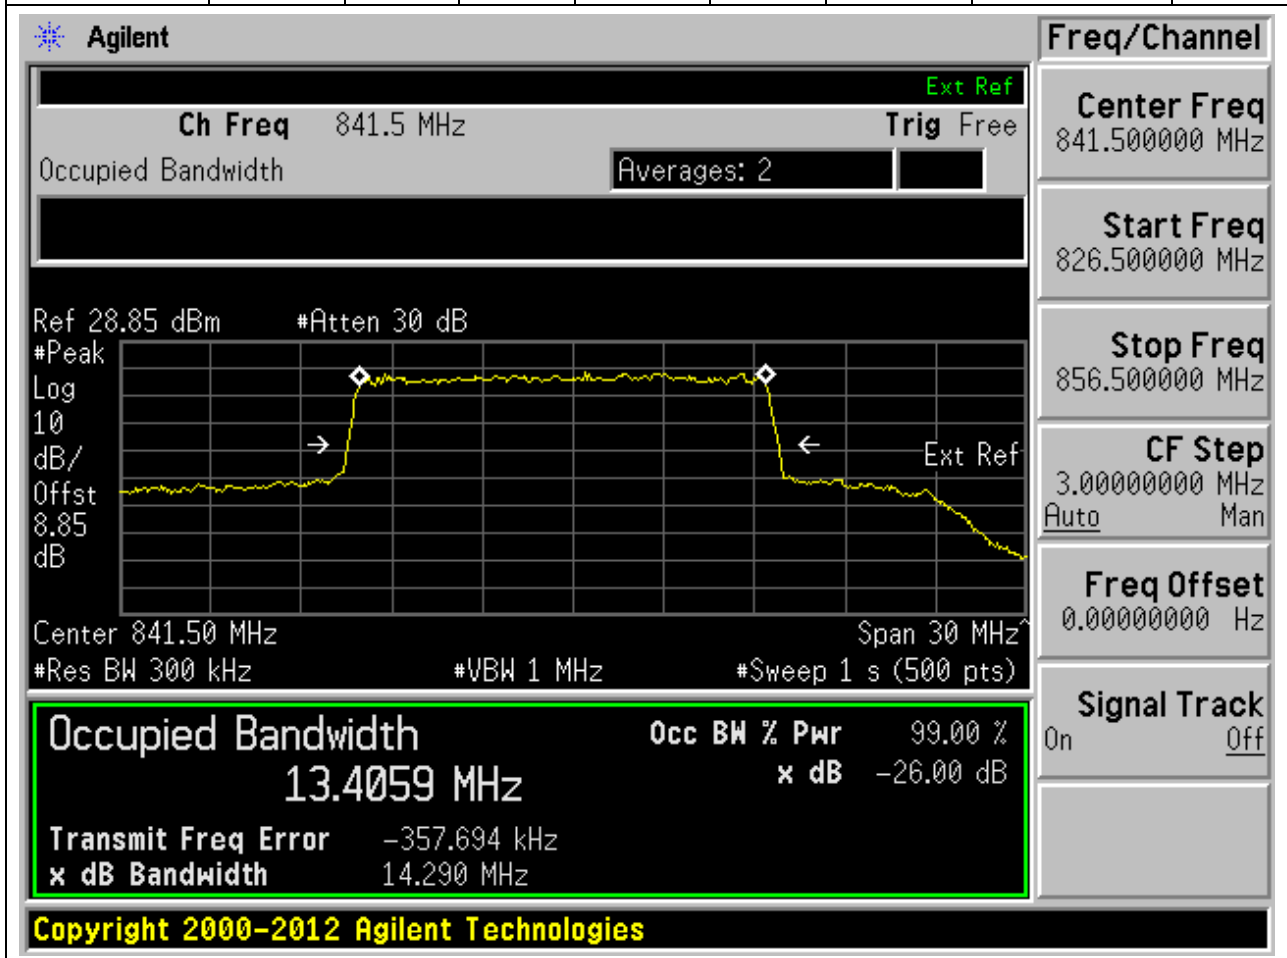 Agilent
Ext Ref
Ch Freq 841.5 MHz Trig Free
Occupied Bandwidth Averages: 2
Ref 28.85 dBm #Atten 30 dB
#Peak
Log
10
dB/
Offst
8.85
dB
Ext Ref
Center 841.50 MHz Span 30 MHz^
#Res BW 300 kHz #VBW 1 MHz #Sweep 1 s (500 pts)
Occupied Bandwidth Occ BW % Pwr 99.00 %
13.4059 MHz x dB -26.00 dB
Transmit Freq Error -357.694 kHz
x dB Bandwidth 14.290 MHz
Copyright 2000-2012 Agilent Technologies
Freq/Channel
Center Freq
841.500000 MHz
Start Freq
826.500000 MHz
Stop Freq
856.500000 MHz
CF Step
3.00000000 MHz
Auto Man
Freq Offset
0.00000000 Hz
Signal Track
On Off